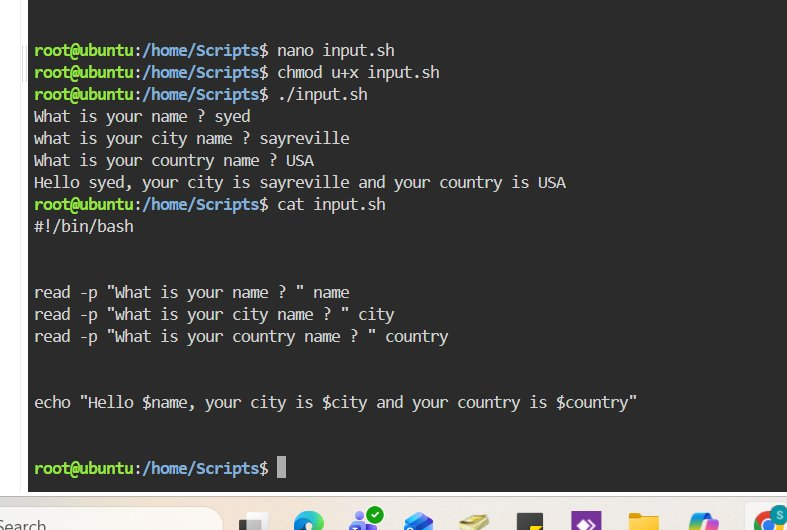 root@ubuntu:/home/Scripts$ nano input.sh
root@ubuntu:/home/Scripts$ chmod u+x input.sh
root@ubuntu:/home/Scripts$ ./input.sh
What is your name ? syed
what is your city name ? sayreville
What is your country name ? USA
Hello syed, your city is sayreville and your country is USA
root@ubuntu:/home/Scripts$ cat input.sh
#!/bin/bash
read -p "What is your name ? " name
read -p "what is your city name ? " city
read -p "What is your country name ? " country
echo "Hello $name, your city is $city and your country is $country"
root@ubuntu:/home/Scripts$
Search
S